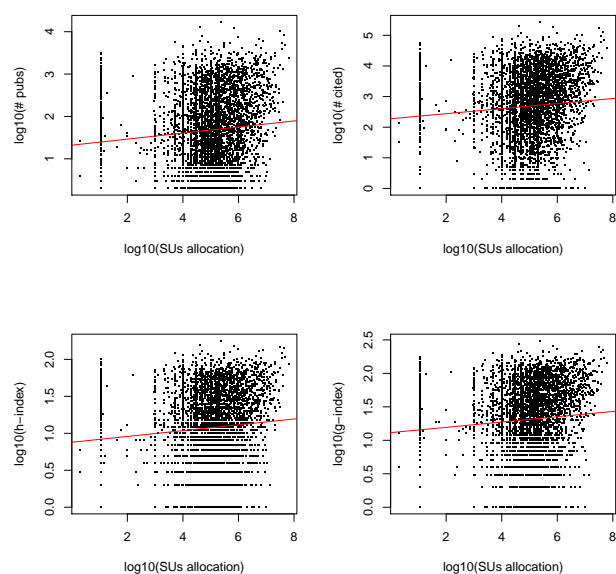 log10(# pubs)
4
3
2
1
2 4 6 8
log10(SUs allocation)
log10(# cited)
5
4
3
2
1
0
2 4 6 8
log10(SUs allocation)
log10(h−index)
2.0
1.5
1.0
0.5
0.0
2 4 6 8
log10(SUs allocation)
log10(g−index)
2.5
2.0
1.5
1.0
0.5
0.0
2 4 6 8
log10(SUs allocation)